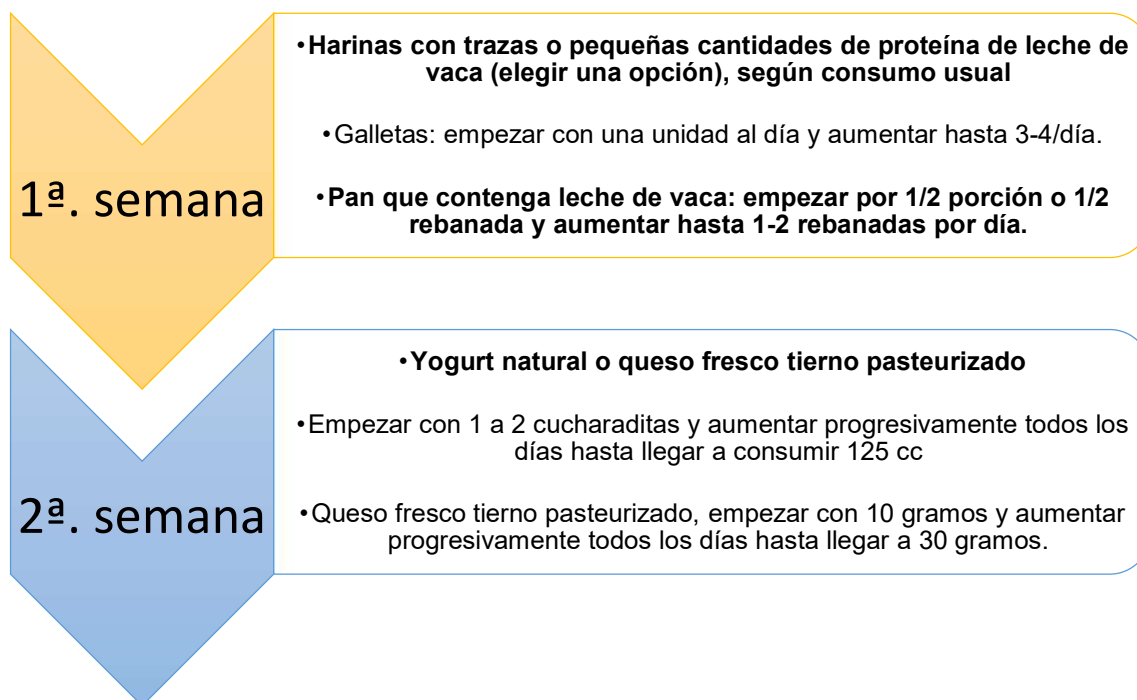 1ª. semana
•Harinas con trazas o pequeñas cantidades de proteína de leche de
vaca (elegir una opción), según consumo usual
•Galletas: empezar con una unidad al día y aumentar hasta 3-4/día.
•Pan que contenga leche de vaca: empezar por 1/2 porción o 1/2
rebanada y aumentar hasta 1-2 rebanadas por día.
2ª. semana
•Yogurt natural o queso fresco tierno pasteurizado
•Empezar con 1 a 2 cucharaditas y aumentar progresivamente todos los
días hasta llegar a consumir 125 cc
•Queso fresco tierno pasteurizado, empezar con 10 gramos y aumentar
progresivamente todos los días hasta llegar a 30 gramos.